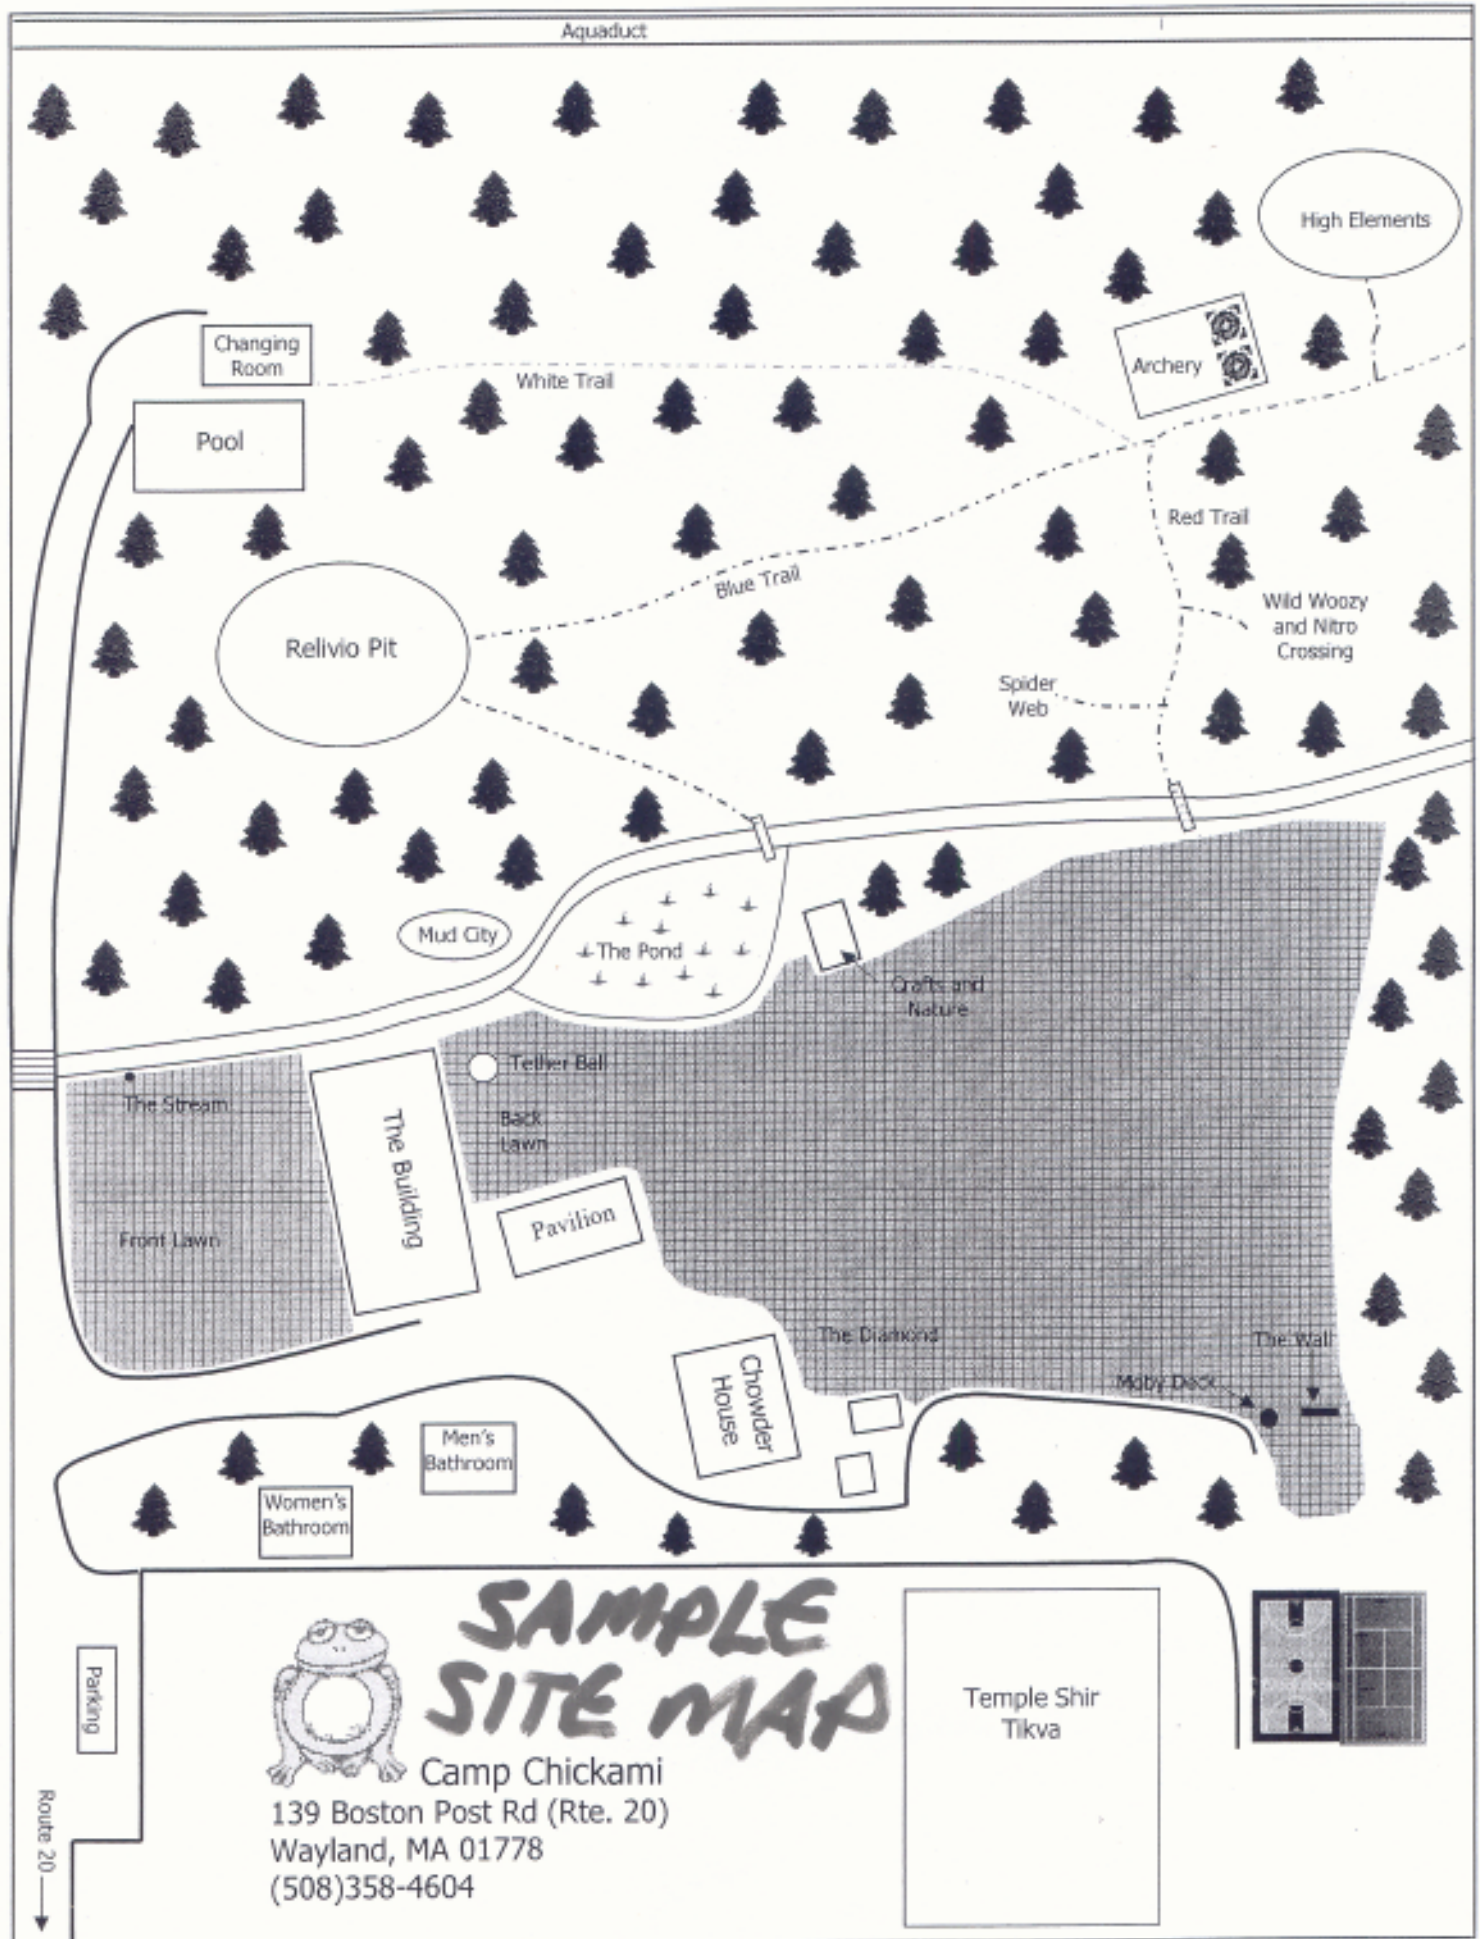 Aquaduct
High Elements
Changing
Room
Archery
White Trail
Pool
Red Trail
Blue Trail
Wild Woozy
and Nitro
Crossing
Relivio Pit
Spider
Web
Mud City
The Pond
Crafts and
Nature
Tether Ball
The Stream
Back
Lawn
The Building
Pavilion
Front Lawn
The Diamond
The Wall
Chowder
House
Moby Deck
Men's
Bathroom
Women's
Bathroom
SAMPLE
SITE MAP
Parking
Temple Shir
Tikva
Camp Chickami
139 Boston Post Rd (Rte. 20)
Wayland, MA 01778
(508)358-4604
Route 20